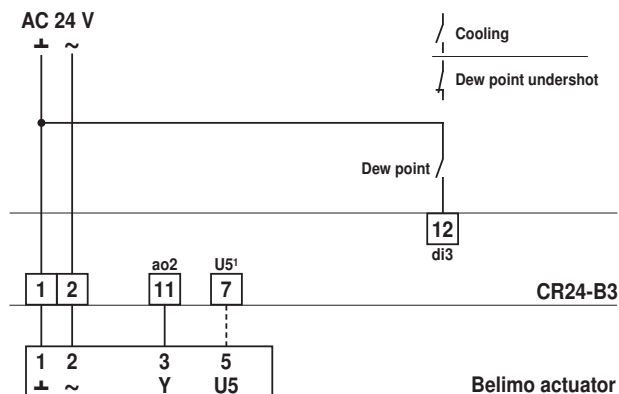 AC 24 V
⊥ ~
Cooling
Dew point undershot
Dew point
12
di3
ao2 U5¹
1 2 11 7
CR24-B3
1 2 3 5
⊥ ~ Y U5
Belimo actuator